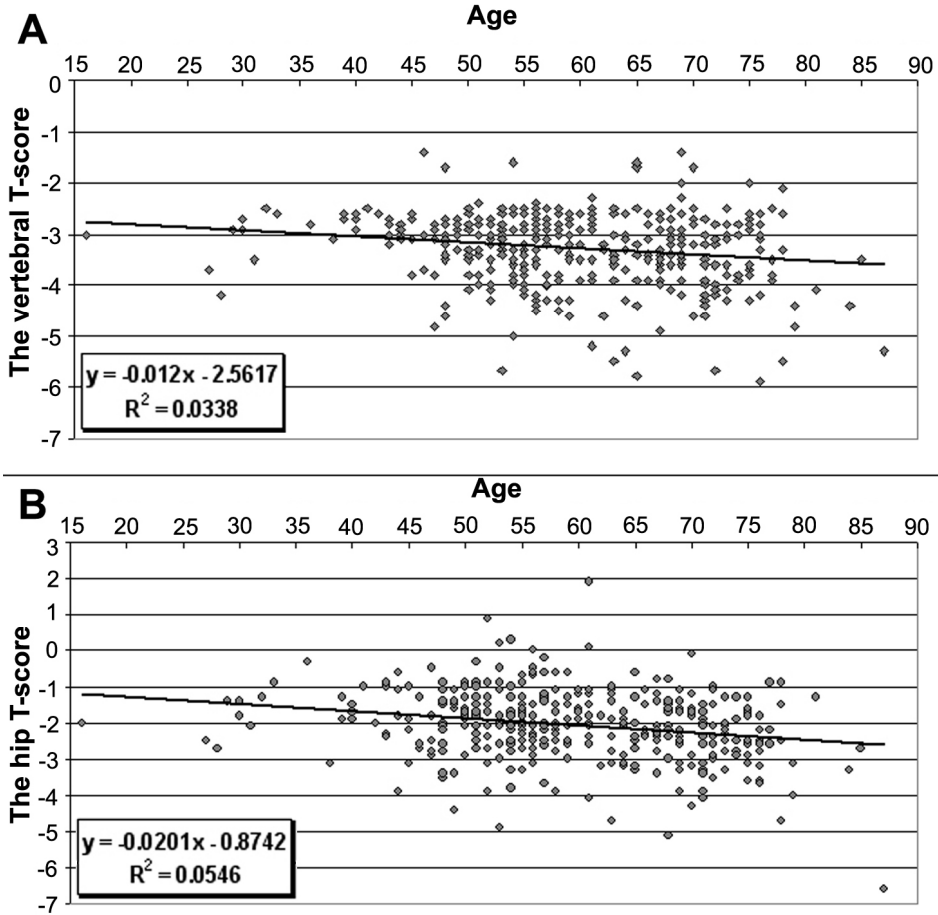 A
Age
15 20 25 30 35 40 45 50 55 60 65 70 75 80 85 90
0
-1
-2
-3
-4
-5
-6
-7
The vertebral T-score
y = -0.012x - 2.5617
R² = 0.0338
B
Age
15 20 25 30 35 40 45 50 55 60 65 70 75 80 85 90
3
2
1
0
-1
-2
-3
-4
-5
-6
-7
The hip T-score
y = -0.0201x - 0.8742
R² = 0.0546